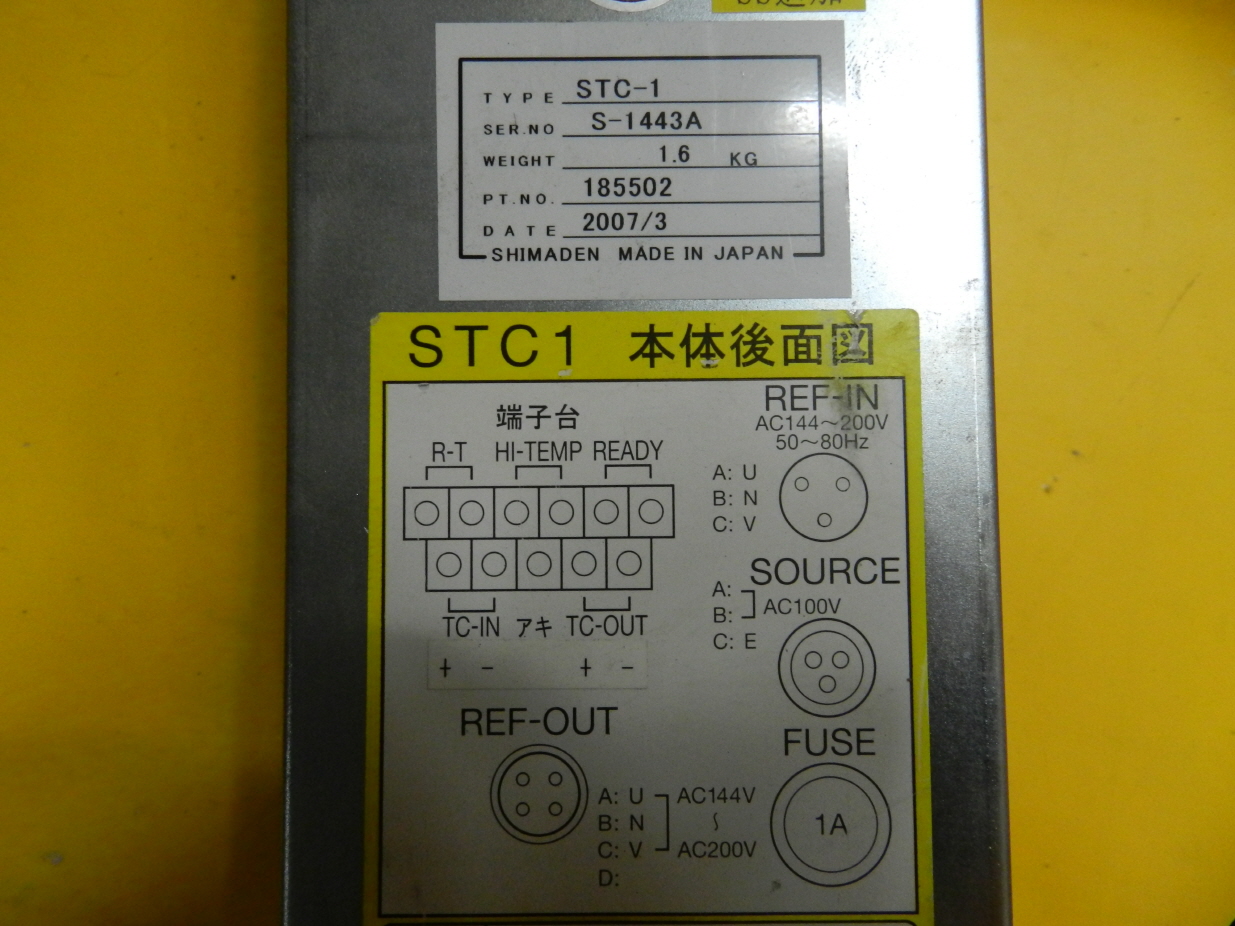 TYPE STC-1
SER.NO S-1443A
WEIGHT 1.6 KG
PT.NO. 185502
DATE 2007/3
SHIMADEN MADE IN JAPAN
STC1 本体後面図
端子台
R-T HI-TEMP READY
TC-IN アキ TC-OUT
+ - + -
REF-IN
AC144~200V
50~80Hz
A: U
B: N
C: V
SOURCE
A:
B: AC100V
C: E
REF-OUT
A: U AC144V
B: N ~
C: V AC200V
D:
FUSE
1A